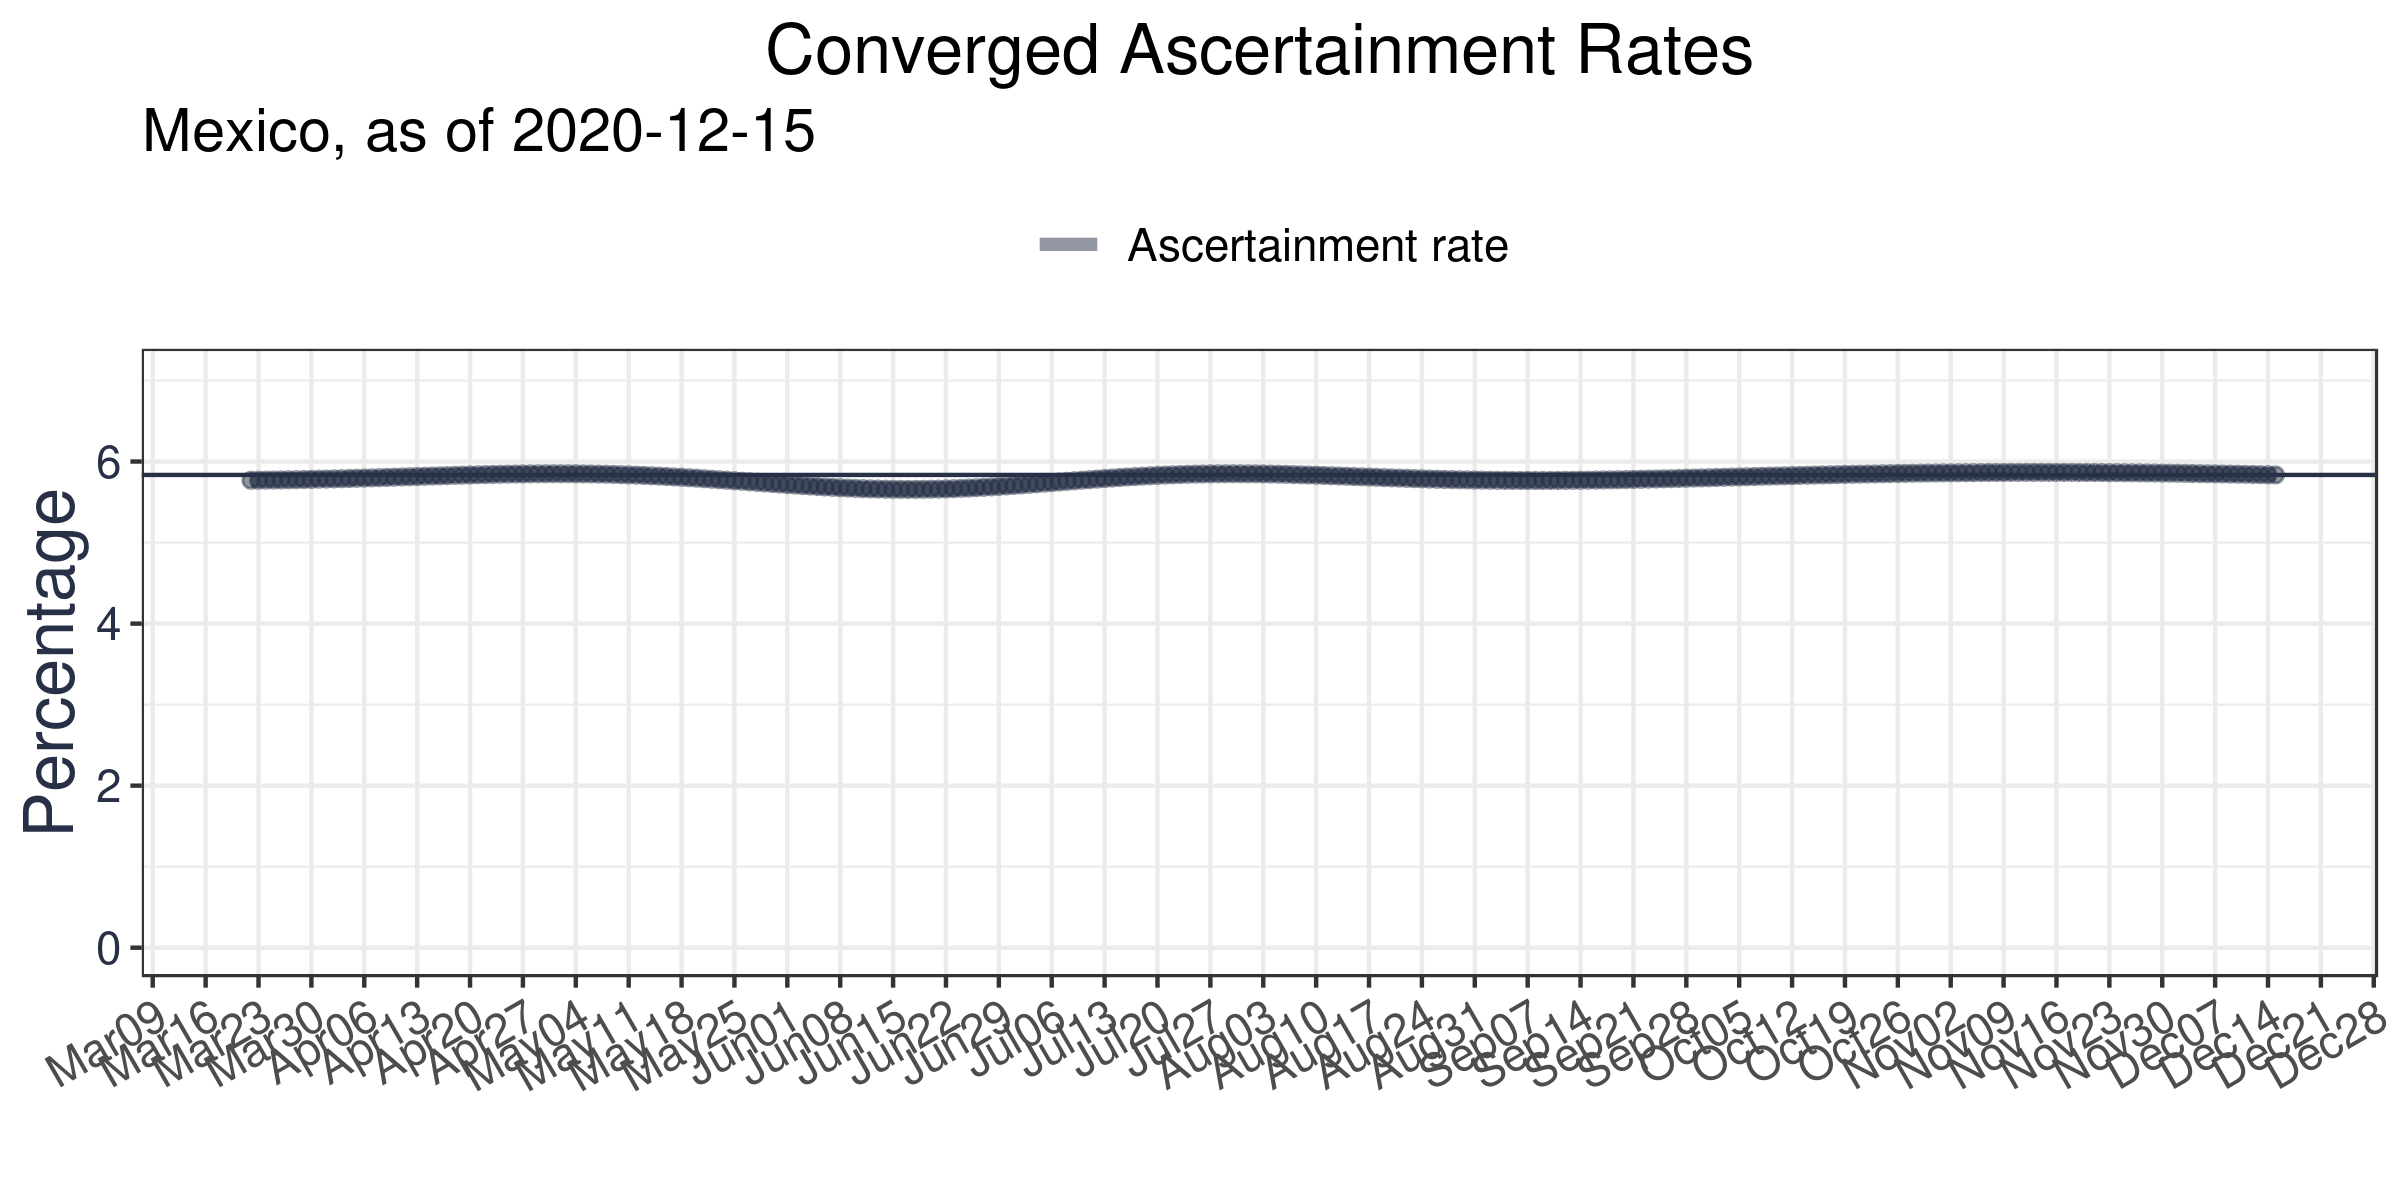 Converged Ascertainment Rates
Mexico, as of 2020-12-15
Ascertainment rate
Percentage
6
4
2
0
Mar09
Mar16
Mar23
Mar30
Apr06
Apr13
Apr20
Apr27
May04
May11
May18
May25
Jun01
Jun08
Jun15
Jun22
Jun29
Jul06
Jul13
Jul20
Jul27
Aug03
Aug10
Aug17
Aug24
Aug31
Sep07
Sep14
Sep21
Sep28
Oct05
Oct12
Oct19
Oct26
Nov02
Nov09
Nov16
Nov23
Nov30
Dec07
Dec14
Dec21
Dec28